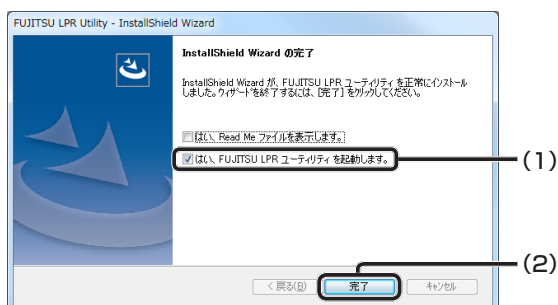 FUJITSU LPR Utility - InstallShield Wizard
InstallShield Wizard の完了
InstallShield Wizard が、FUJITSU LPR ユーティリティ を正常にインストール
しました。ウィザードを終了するには、[完了] をクリックしてください。
はい、Read Me ファイルを表示します。
はい、FUJITSU LPR ユーティリティ を起動します。
(1)
(2)
< 戻る(B)
完了
キャンセル